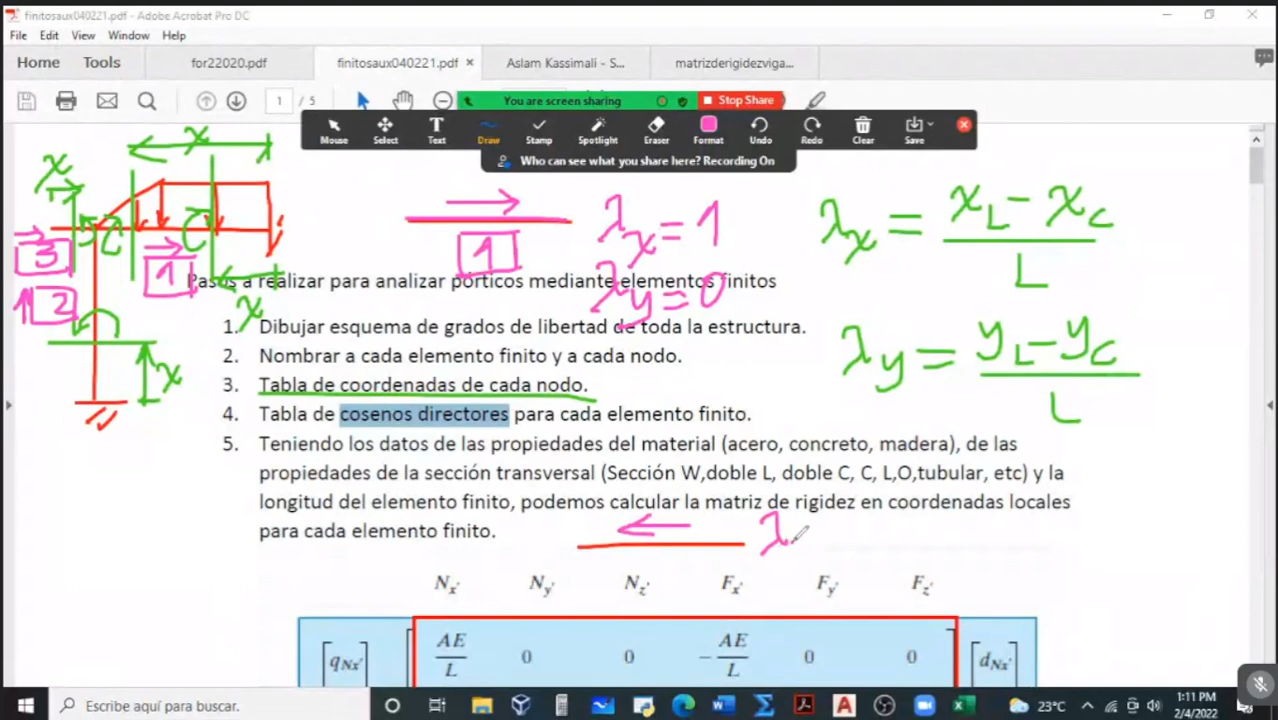 finitosaux040221.pdf - Adobe Acrobat Pro DC
File Edit View Window Help
Home Tools for22020.pdf finitosaux040221.pdf × Aslam Kassimali - S... matrizderigidezviga...
1 / 5
You are screen sharing Stop Share
Mouse Select Text Draw Stamp Spotlight Eraser Format Undo Redo Clear Save
Who can see what you share here? Recording On
x
x
C C
3 1
1 2
x
x
1
λx = 1
λy = 0
λx = xL - xC / L
λy = yL - yC / L
Pasos a realizar para analizar pórticos mediante elementos finitos
1. Dibujar esquema de grados de libertad de toda la estructura.
2. Nombrar a cada elemento finito y a cada nodo.
3. Tabla de coordenadas de cada nodo.
4. Tabla de cosenos directores para cada elemento finito.
5. Teniendo los datos de las propiedades del material (acero, concreto, madera), de las
propiedades de la sección transversal (Sección W,doble L, doble C, C, L,O,tubular, etc) y la
longitud del elemento finito, podemos calcular la matriz de rigidez en coordenadas locales
para cada elemento finito.
λ
Nx' Ny' Nz' Fx' Fy' Fz'
qNx' AE/L 0 0 -AE/L 0 0 dNx'
Escribe aquí para buscar. 23°C 1:11 PM
2/4/2022